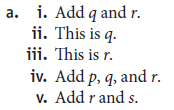 a. i. Add q and r.
ii. This is q.
iii. This is r.
iv. Add p, q, and r.
v. Add r and s.